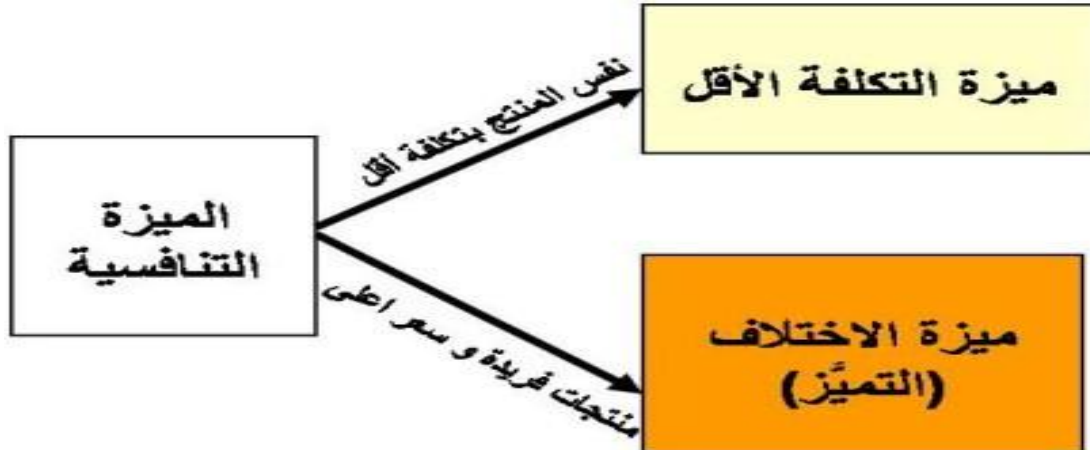 ميزة التكلفة الأقل
نفس المنتج بتكلفة أقل
الميزة
التنافسية
منتجات فريدة و سعر اعلى
ميزة الاختلاف
(التميَّز)